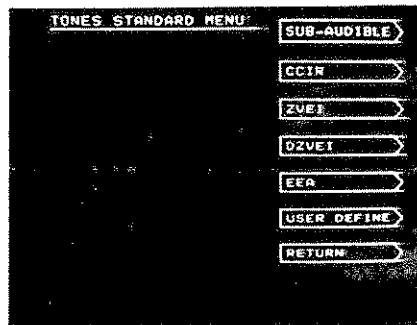 TONES STANDARD MENU
SUB-AUDIBLE
CCIR
ZVEI
DZVEI
EEA
USER DEFINE
RETURN